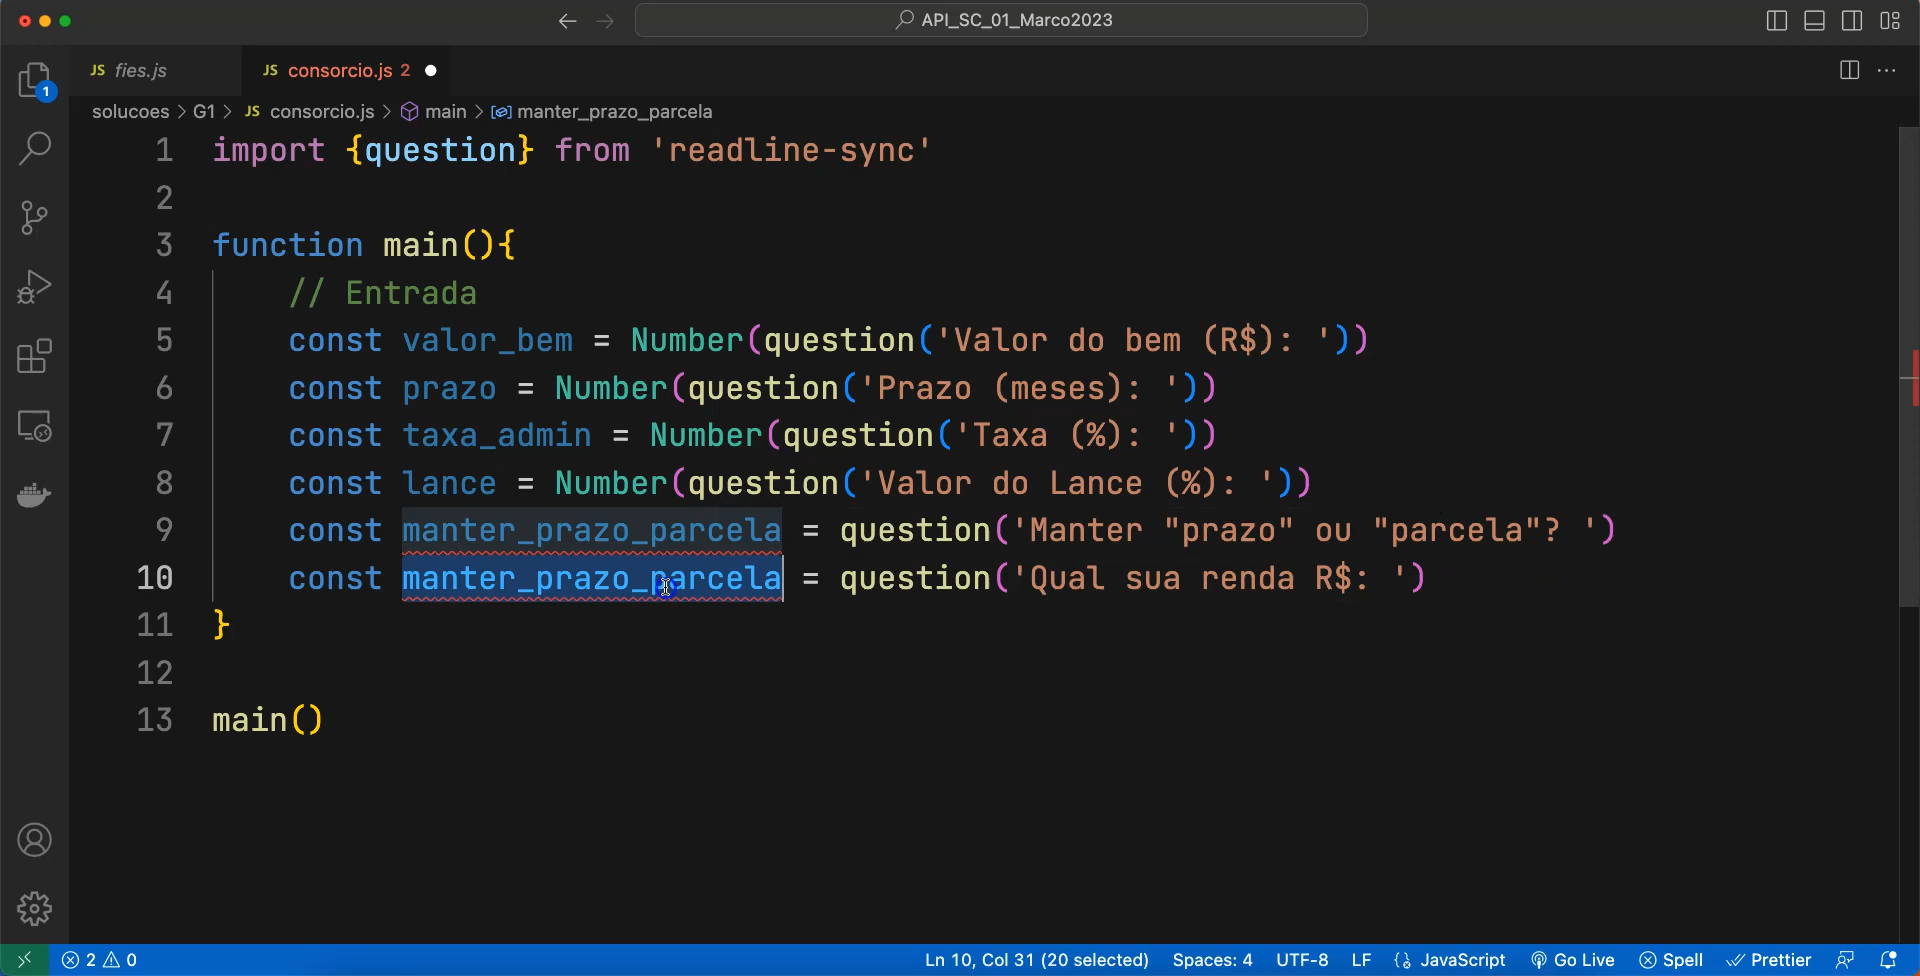 API_SC_01_Marco2023
JS fies.js
JS consorcio.js 2
1
solucoes > G1 > JS consorcio.js > main > manter_prazo_parcela
1 import {question} from 'readline-sync'
2
3 function main(){
4 // Entrada
5 const valor_bem = Number(question('Valor do bem (R$): '))
6 const prazo = Number(question('Prazo (meses): '))
7 const taxa_admin = Number(question('Taxa (%): '))
8 const lance = Number(question('Valor do Lance (%): '))
9 const manter_prazo_parcela = question('Manter "prazo" ou "parcela"? ')
10 const manter_prazo_parcela = question('Qual sua renda R$: ')
11 }
12
13 main()
2 0 Ln 10, Col 31 (20 selected) Spaces: 4 UTF-8 LF JavaScript Go Live Spell Prettier